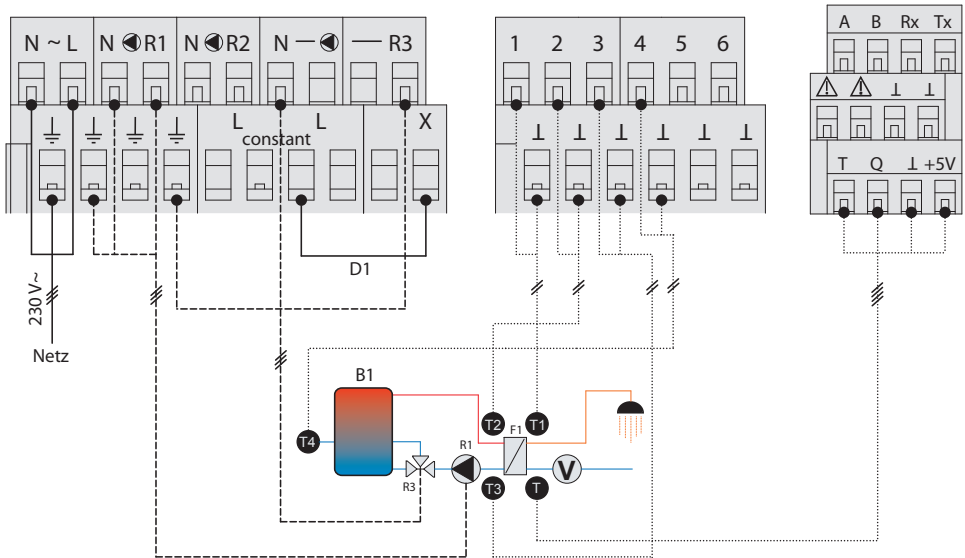 N ~ L N R1 N R2 N — — R3
L L X
constant
D1
230 V~
Netz
1 2 3 4 5 6
A B Rx Tx
T Q ⊥ +5V
B1
T4
R3
R1
T2 T1
F1
T3 T
V